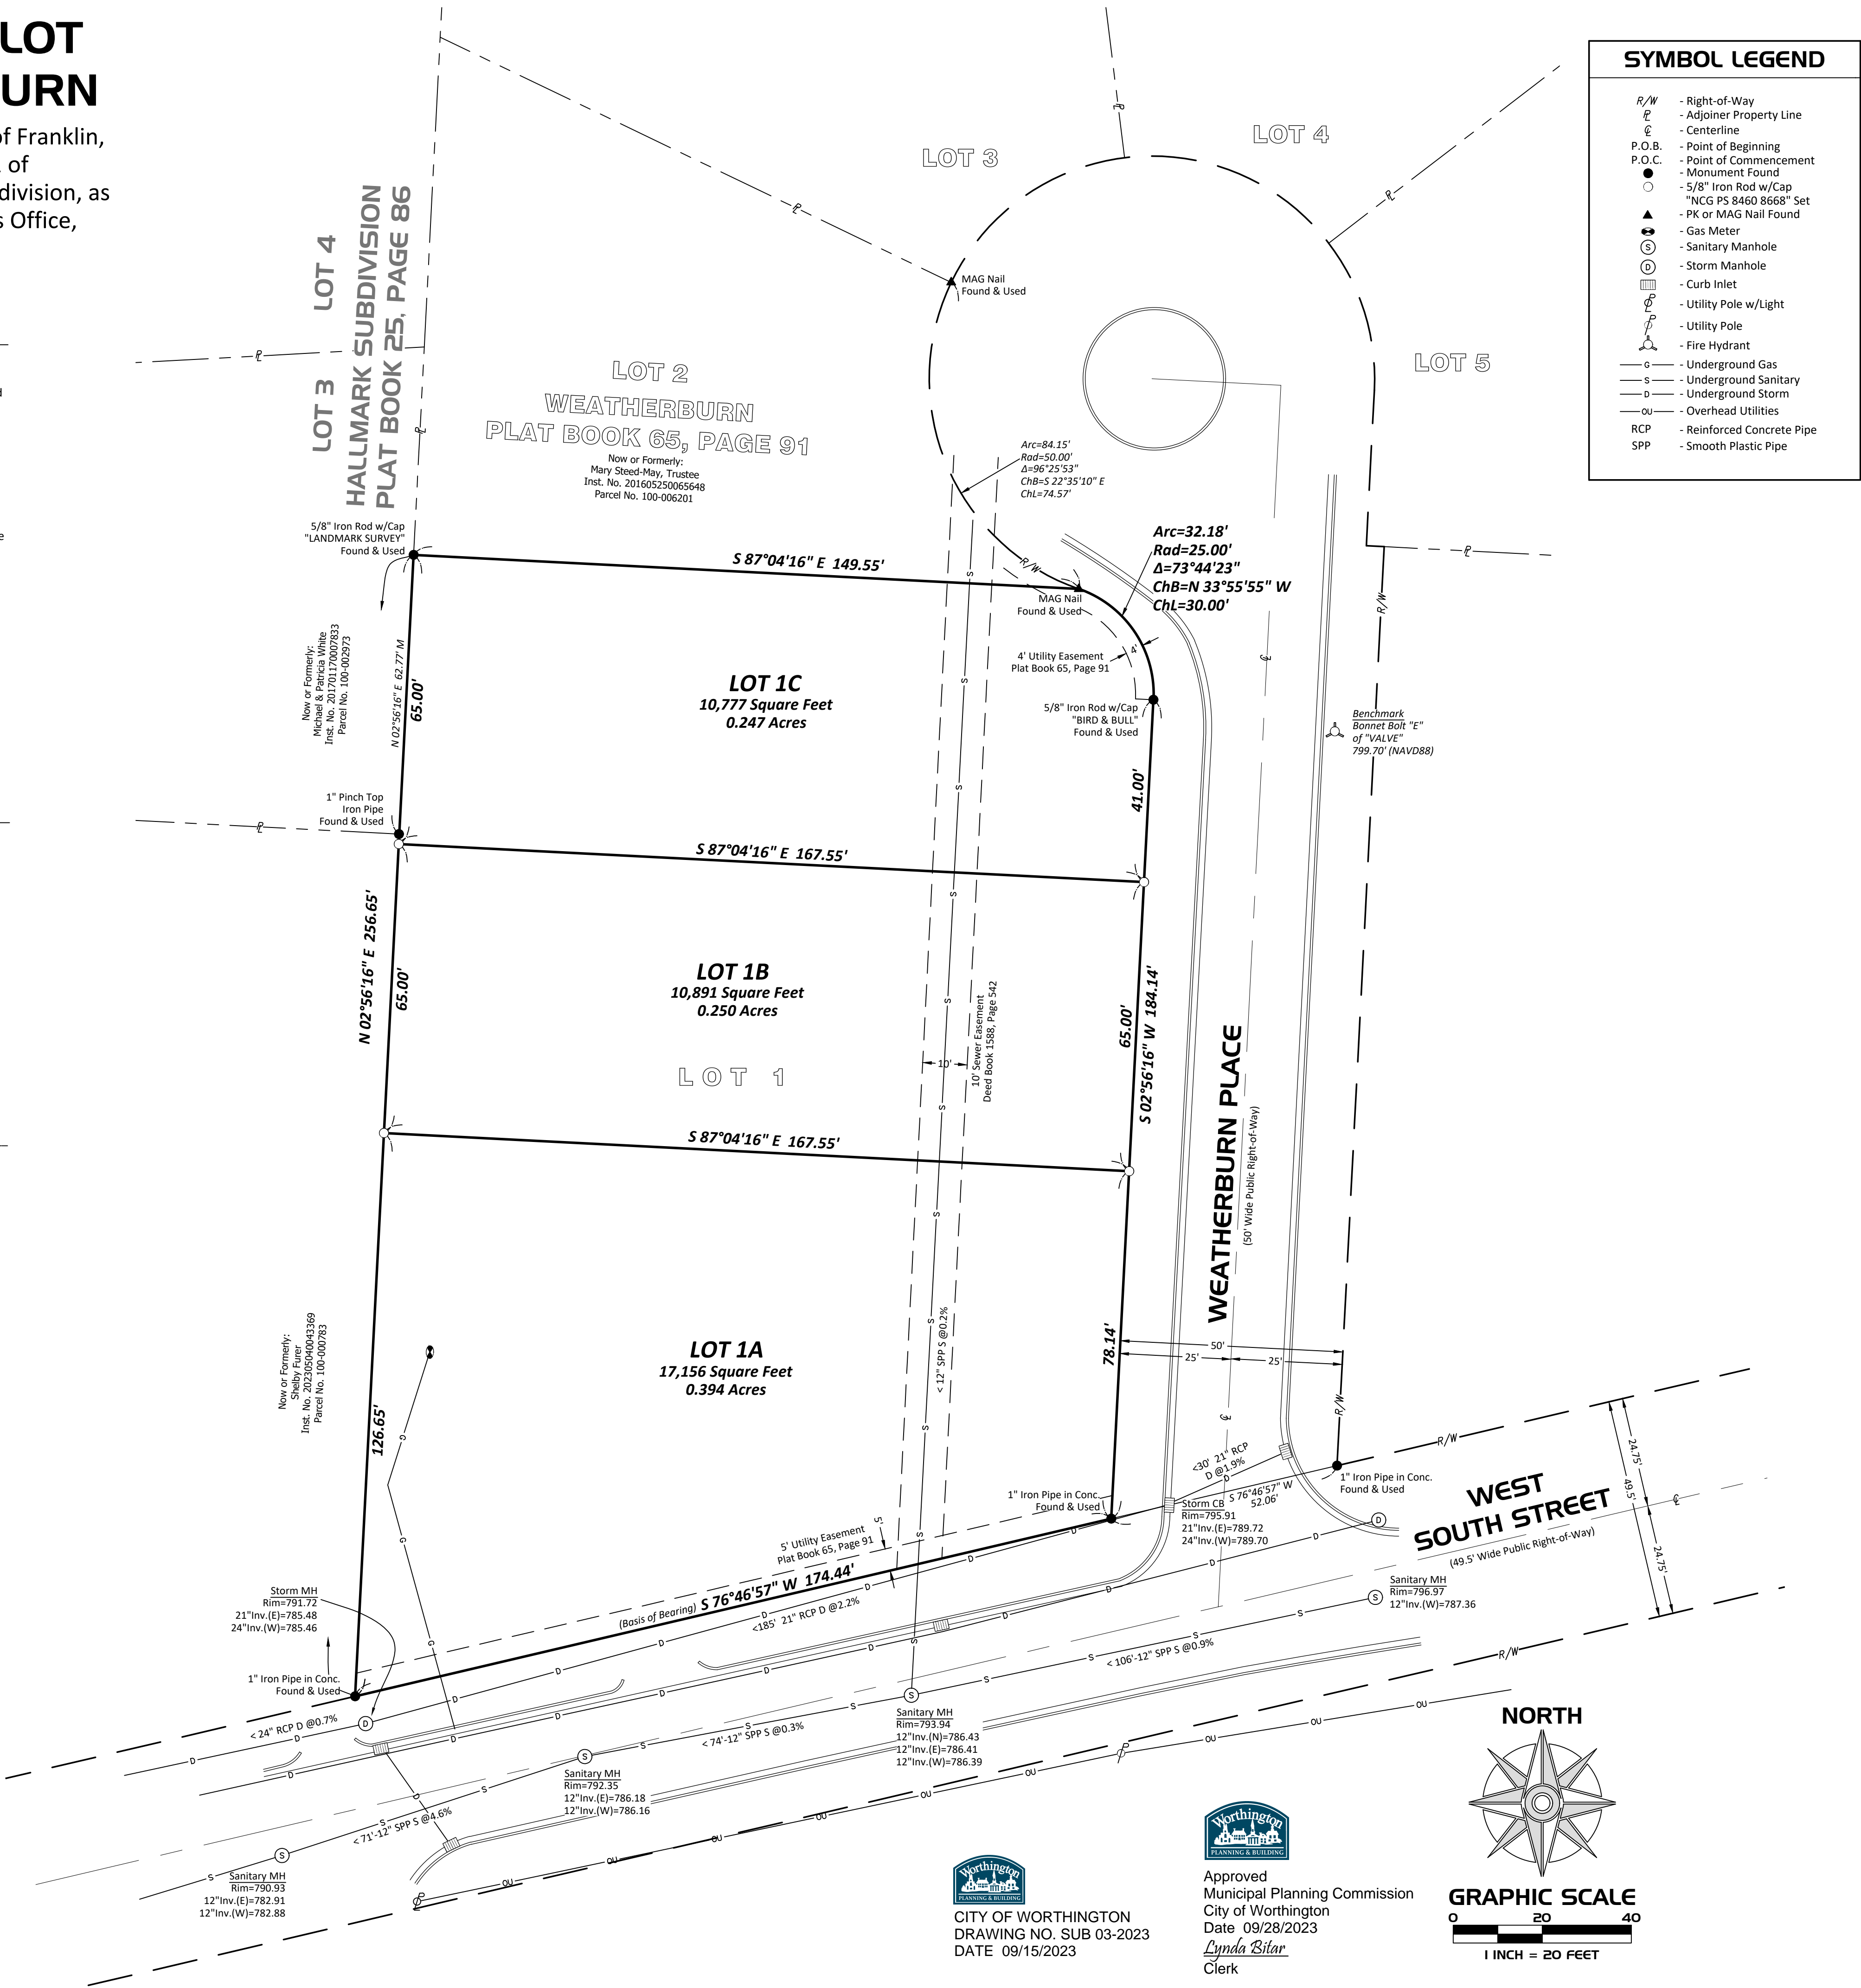 LOT
URN
of Franklin,
of
division, as
s Office,
SYMBOL LEGEND
R/W - Right-of-Way
- Adjoiner Property Line
- Centerline
P.O.B. - Point of Beginning
P.O.C. - Point of Commencement
- Monument Found
- 5/8" Iron Rod w/Cap
"NCG PS 8460 8668" Set
- PK or MAG Nail Found
- Gas Meter
S - Sanitary Manhole
D - Storm Manhole
- Curb Inlet
- Utility Pole w/Light
- Utility Pole
- Fire Hydrant
G - Underground Gas
S - Underground Sanitary
D - Underground Storm
OU - Overhead Utilities
RCP - Reinforced Concrete Pipe
SPP - Smooth Plastic Pipe
LOT 3
LOT 4
LOT 5
LOT 3 LOT 4
HALLMARK SUBDIVISION
PLAT BOOK 25, PAGE 86
MAG Nail
Found & Used
LOT 2
WEATHERBURN
PLAT BOOK 65, PAGE 91
Now or Formerly:
Mary Steed-May, Trustee
Inst. No. 201605250065648
Parcel No. 100-006201
Arc=84.15'
Rad=50.00'
Δ=96°25'53"
ChB=S 22°35'10" E
ChL=74.57'
5/8" Iron Rod w/Cap
"LANDMARK SURVEY"
Found & Used
S 87°04'16" E 149.55'
Arc=32.18'
Rad=25.00'
Δ=73°44'23"
ChB=N 33°55'55" W
ChL=30.00'
R/W
MAG Nail
Found & Used
4'
4' Utility Easement
Plat Book 65, Page 91
Now or Formerly:
Michael & Patricia White
Inst. No. 201701170007833
Parcel No. 100-002973
N 02°56'16" E 62.77' M
65.00'
LOT 1C
10,777 Square Feet
0.247 Acres
5/8" Iron Rod w/Cap
"BIRD & BULL"
Found & Used
Benchmark
Bonnet Bolt "E"
of "VALVE"
799.70' (NAVD88)
R/W
41.00'
1" Pinch Top
Iron Pipe
Found & Used
S 87°04'16" E 167.55'
N 02°56'16" E 256.65'
65.00'
LOT 1B
10,891 Square Feet
0.250 Acres
LOT 1
10'
10' Sewer Easement
Deed Book 1588, Page 542
65.00'
S 02°56'16" W 184.14'
WEATHERBURN PLACE
(50' Wide Public Right-of-Way)
S 87°04'16" E 167.55'
Now or Formerly:
Shelby Furer
Inst. No. 202305040043369
Parcel No. 100-000783
126.65'
LOT 1A
17,156 Square Feet
0.394 Acres
< 12" SPP S @0.2%
78.14'
50'
25'
25'
R/W
<30' 21" RCP
D @1.9%
S 76°46'57" W
52.06'
1" Iron Pipe in Conc.
Found & Used
1" Iron Pipe in Conc.
Found & Used
Storm CB
Rim=795.91
21"Inv.(E)=789.72
24"Inv.(W)=789.70
R/W
WEST
SOUTH STREET
(49.5' Wide Public Right-of-Way)
24.75'
49.5'
24.75'
5'
5' Utility Easement
Plat Book 65, Page 91
(Basis of Bearing) S 76°46'57" W 174.44'
<185' 21" RCP D @2.2%
Storm MH
Rim=791.72
21"Inv.(E)=785.48
24"Inv.(W)=785.46
1" Iron Pipe in Conc.
Found & Used
< 24" RCP D @0.7%
Sanitary MH
Rim=796.97
12"Inv.(W)=787.36
< 106'-12" SPP S @0.9%
R/W
Sanitary MH
Rim=793.94
12"Inv.(N)=786.43
12"Inv.(E)=786.41
12"Inv.(W)=786.39
< 74'-12" SPP S @0.3%
Sanitary MH
Rim=792.35
12"Inv.(E)=786.18
12"Inv.(W)=786.16
< 71'-12" SPP S @4.6%
Sanitary MH
Rim=790.93
12"Inv.(E)=782.91
12"Inv.(W)=782.88
Worthington
PLANNING & BUILDING
CITY OF WORTHINGTON
DRAWING NO. SUB 03-2023
DATE 09/15/2023
Worthington
PLANNING & BUILDING
Approved
Municipal Planning Commission
City of Worthington
Date 09/28/2023
Lynda Bitar
Clerk
NORTH
GRAPHIC SCALE
0 20 40
1 INCH = 20 FEET